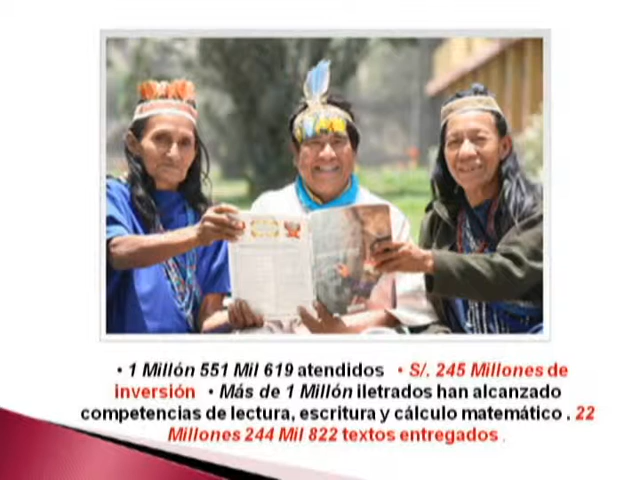 • 1 Millón 551 Mil 619 atendidos • S/. 245 Millones de
inversión • Más de 1 Millón iletrados han alcanzado
competencias de lectura, escritura y cálculo matemático . 22
Millones 244 Mil 822 textos entregados .